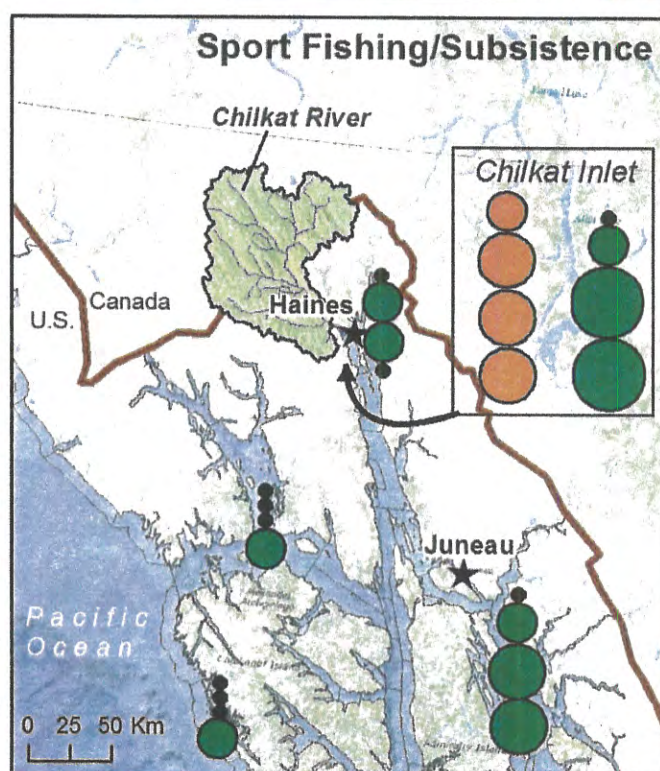 Sport Fishing/Subsistence
Chilkat River
Chilkat Inlet
Canada
Haines
U.S.
Juneau
Pacific
Ocean
0 25 50 Km